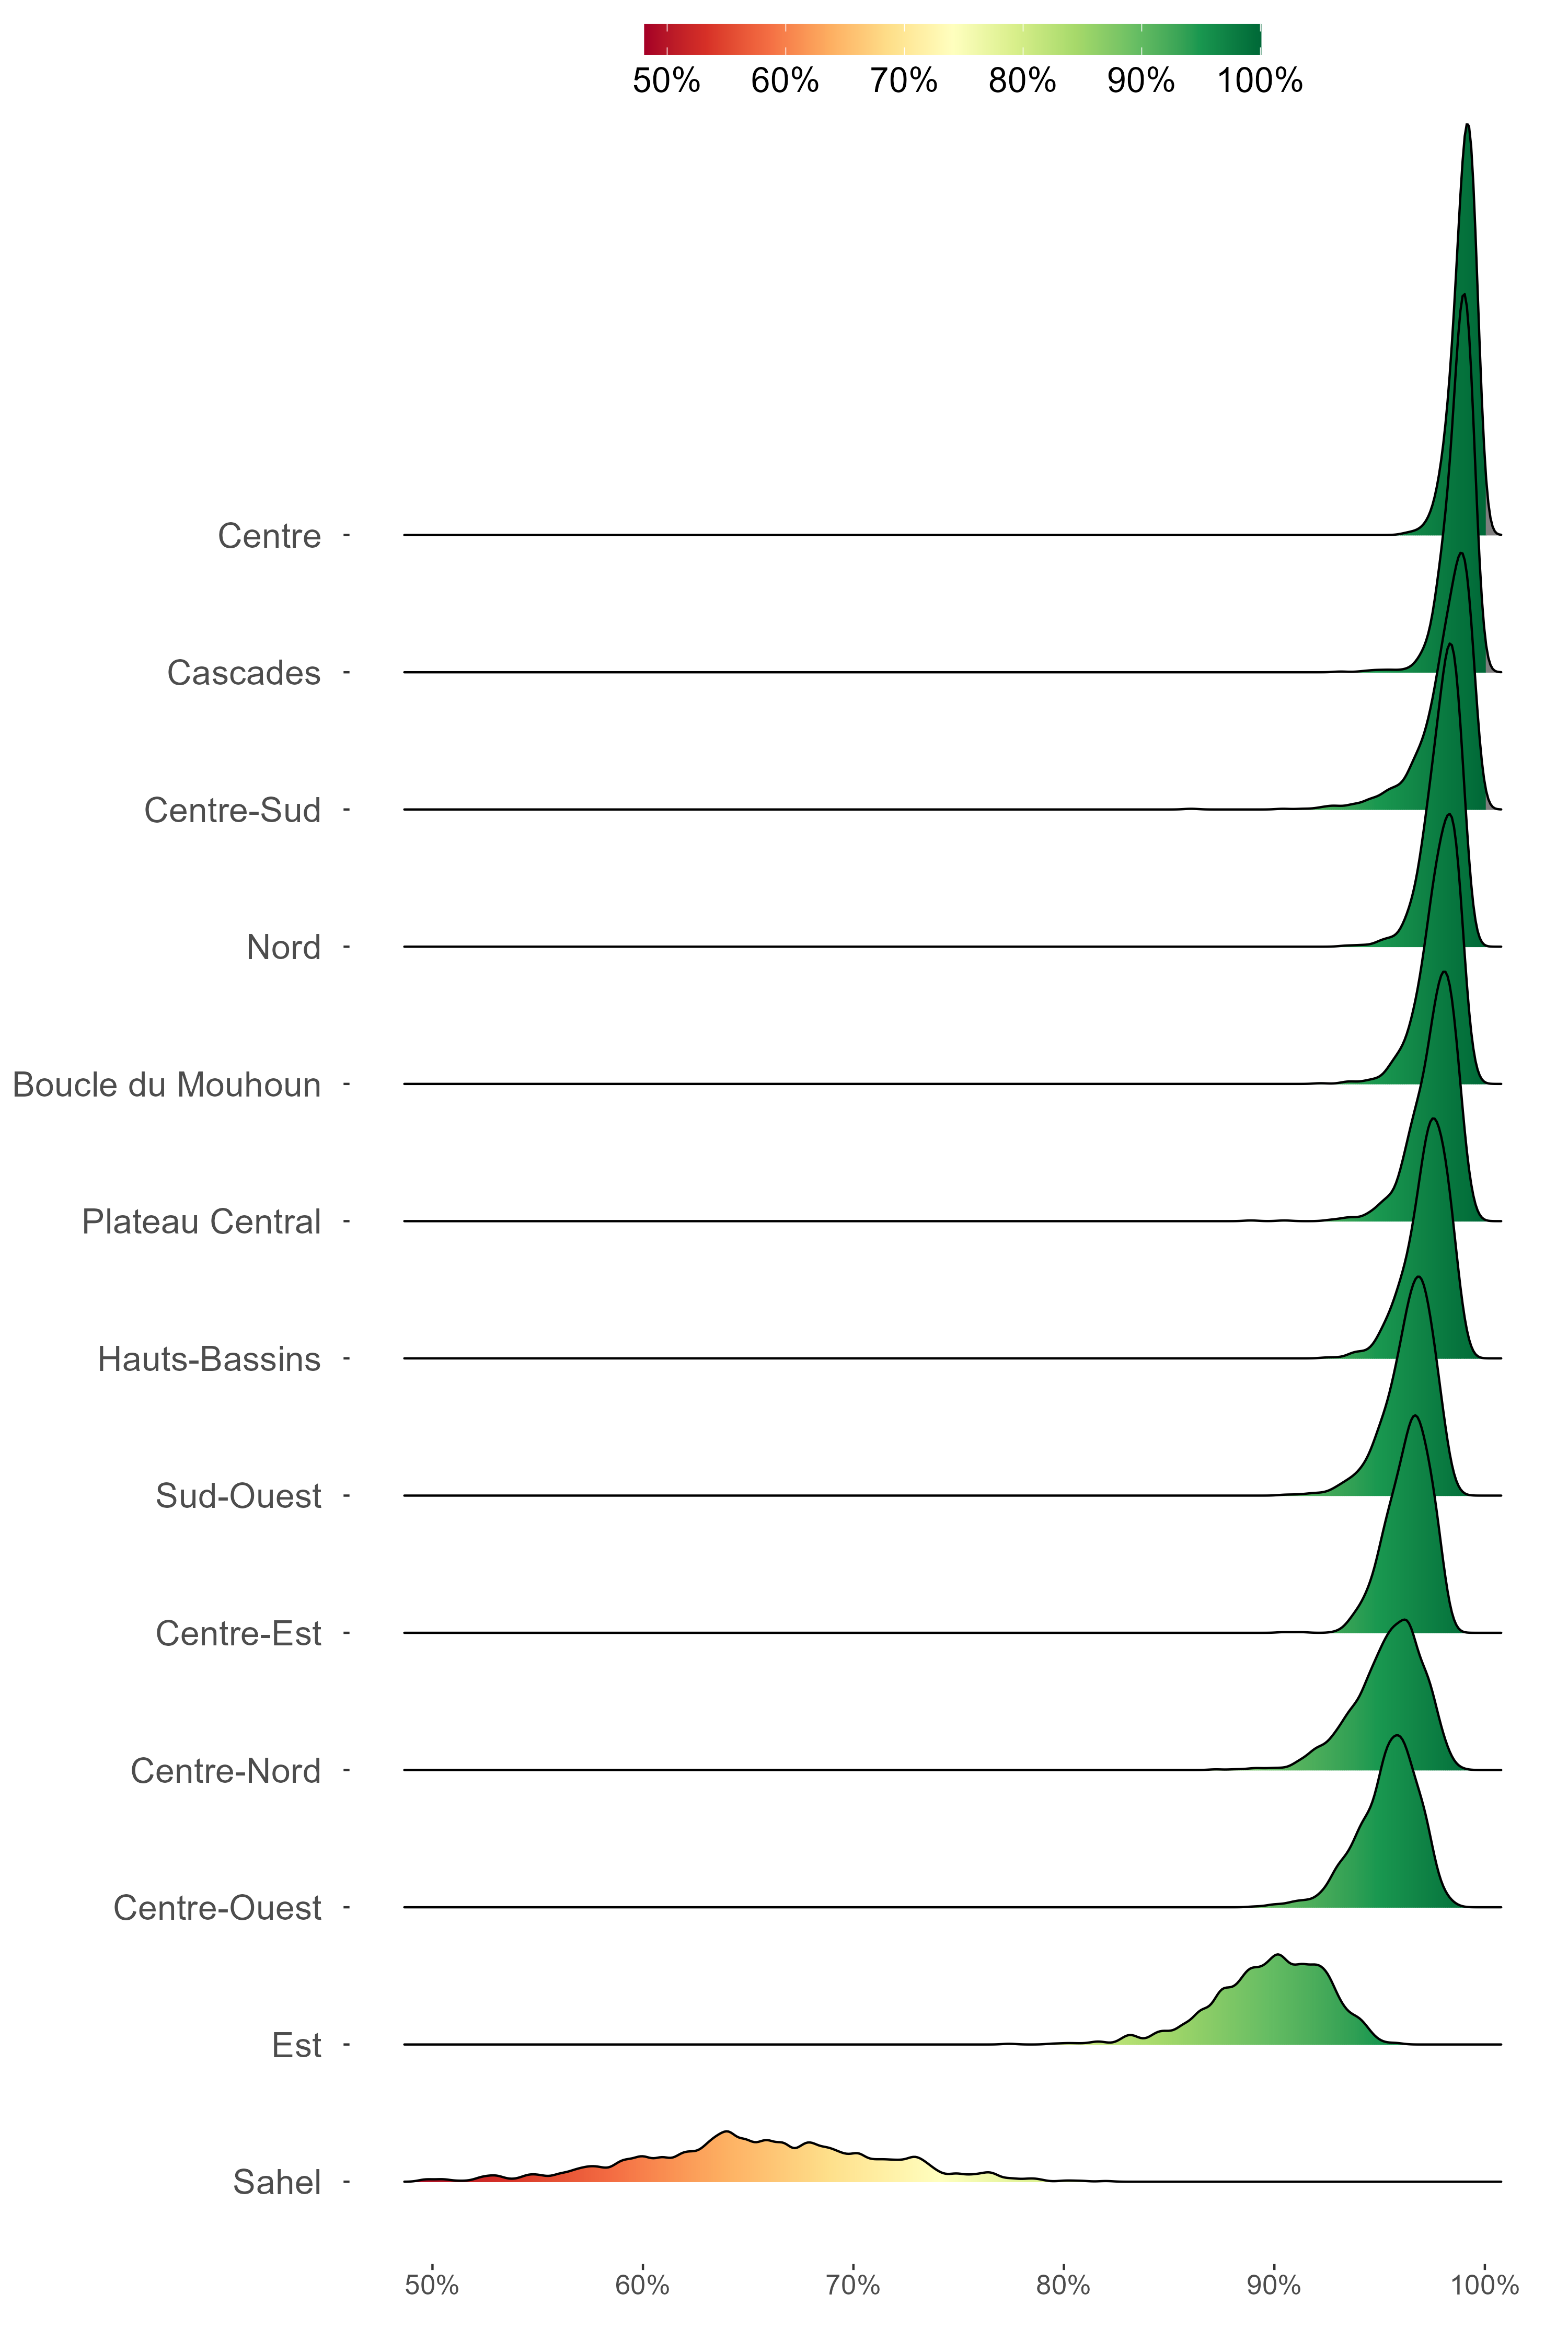 50% 60% 70% 80% 90% 100%
Centre
Cascades
Centre-Sud
Nord
Boucle du Mouhoun
Plateau Central
Hauts-Bassins
Sud-Ouest
Centre-Est
Centre-Nord
Centre-Ouest
Est
Sahel
50% 60% 70% 80% 90% 100%